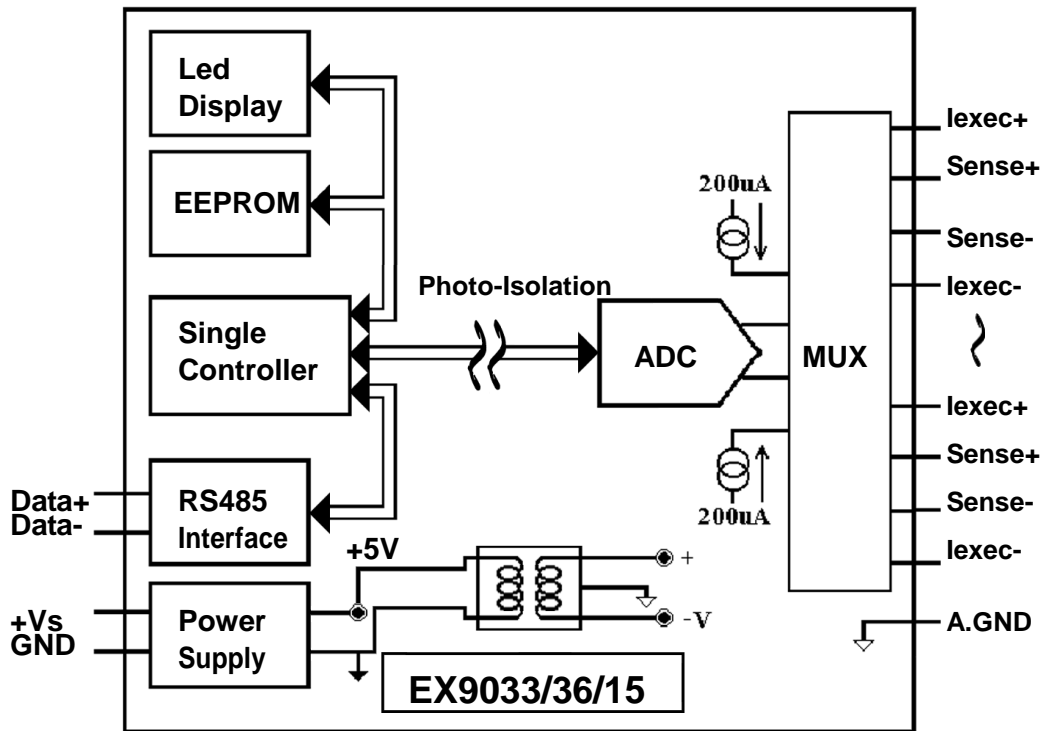 Led
Display
EEPROM
Single
Controller
RS485
Interface
Power
Supply
Data+
Data-
+Vs
GND
+5V
Photo-Isolation
ADC
200uA
200uA
MUX
+
-V
EX9033/36/15
Iexec+
Sense+
Sense-
Iexec-
Iexec+
Sense+
Sense-
Iexec-
A.GND